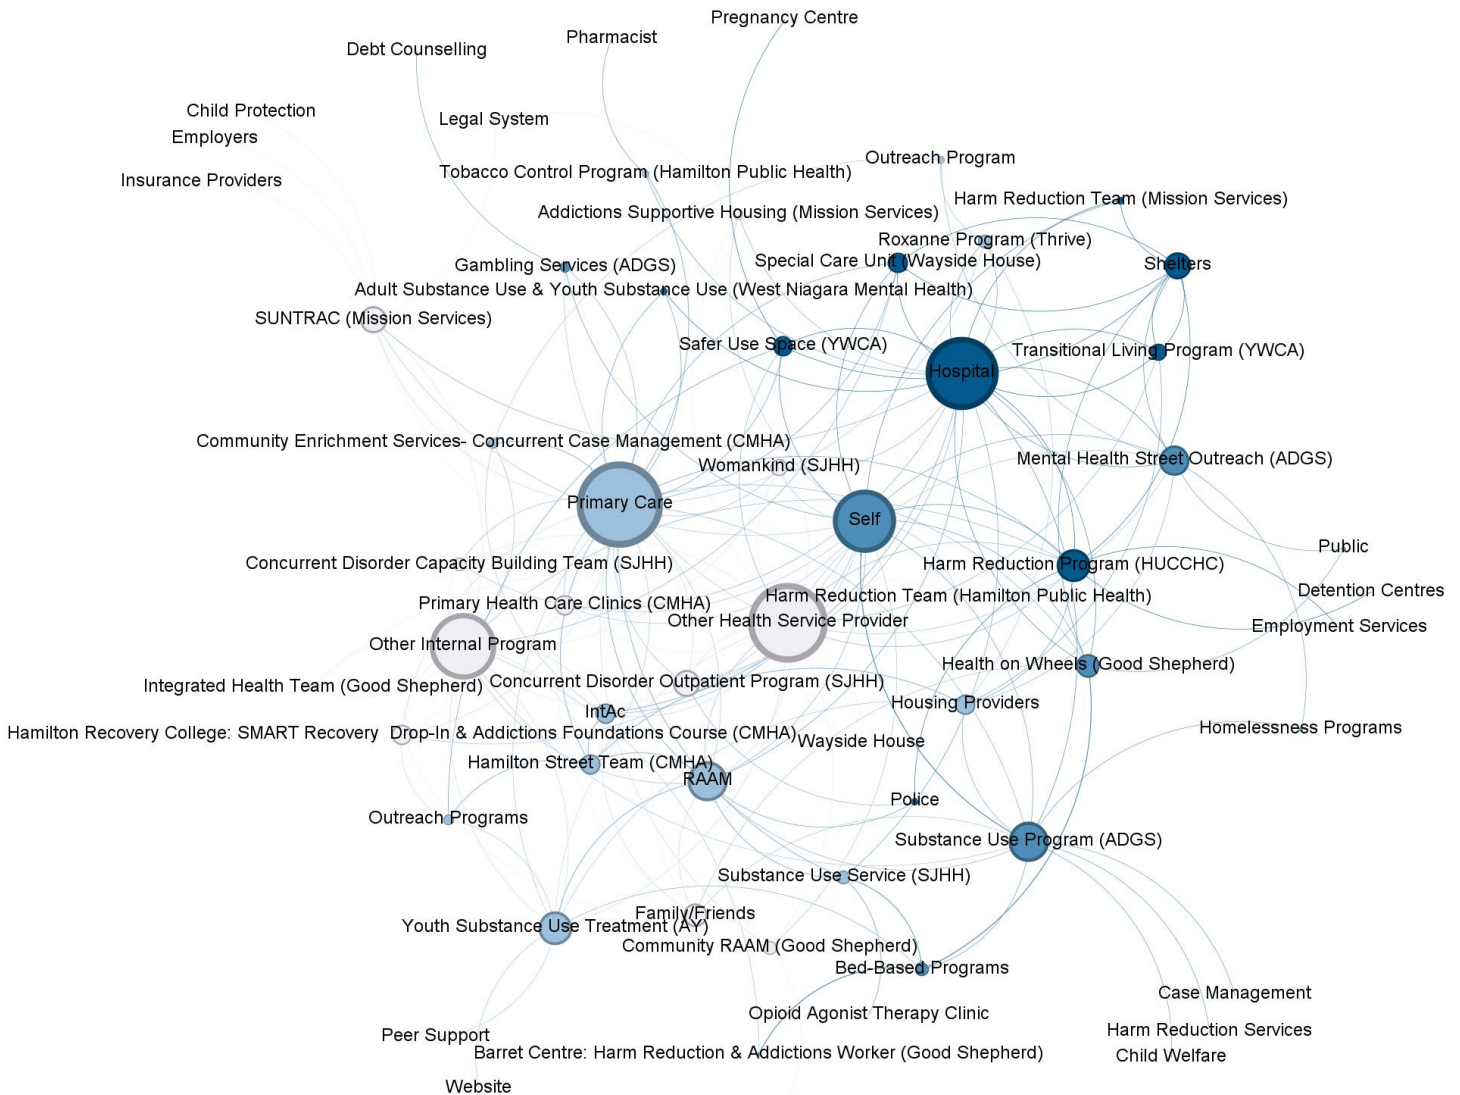 Pregnancy Centre
Pharmacist
Debt Counselling
Child Protection
Legal System
Employers
Outreach Program
Tobacco Control Program (Hamilton Public Health)
Insurance Providers
Harm Reduction Team (Mission Services)
Addictions Supportive Housing (Mission Services)
Roxanne Program (Thrive)
Special Care Unit (Wayside House)
Shelters
Gambling Services (ADGS)
Adult Substance Use & Youth Substance Use (West Niagara Mental Health)
SUNTRAC (Mission Services)
Safer Use Space (YWCA)
Transitional Living Program (YWCA)
Hospital
Community Enrichment Services- Concurrent Case Management (CMHA)
Womankind (SJHH)
Mental Health Street Outreach (ADGS)
Primary Care
Self
Public
Concurrent Disorder Capacity Building Team (SJHH)
Harm Reduction Program (HUCCHC)
Detention Centres
Harm Reduction Team (Hamilton Public Health)
Primary Health Care Clinics (CMHA)
Other Health Service Provider
Employment Services
Other Internal Program
Health on Wheels (Good Shepherd)
Concurrent Disorder Outpatient Program (SJHH)
Integrated Health Team (Good Shepherd)
Housing Providers
IntAc
Homelessness Programs
Hamilton Recovery College: SMART Recovery  Drop-In & Addictions Foundations Course (CMHA)
Wayside House
Hamilton Street Team (CMHA)
RAAM
Police
Outreach Programs
Substance Use Program (ADGS)
Substance Use Service (SJHH)
Family/Friends
Youth Substance Use Treatment (AY)
Community RAAM (Good Shepherd)
Bed-Based Programs
Case Management
Opioid Agonist Therapy Clinic
Harm Reduction Services
Peer Support
Barret Centre: Harm Reduction & Addictions Worker (Good Shepherd)
Child Welfare
Website